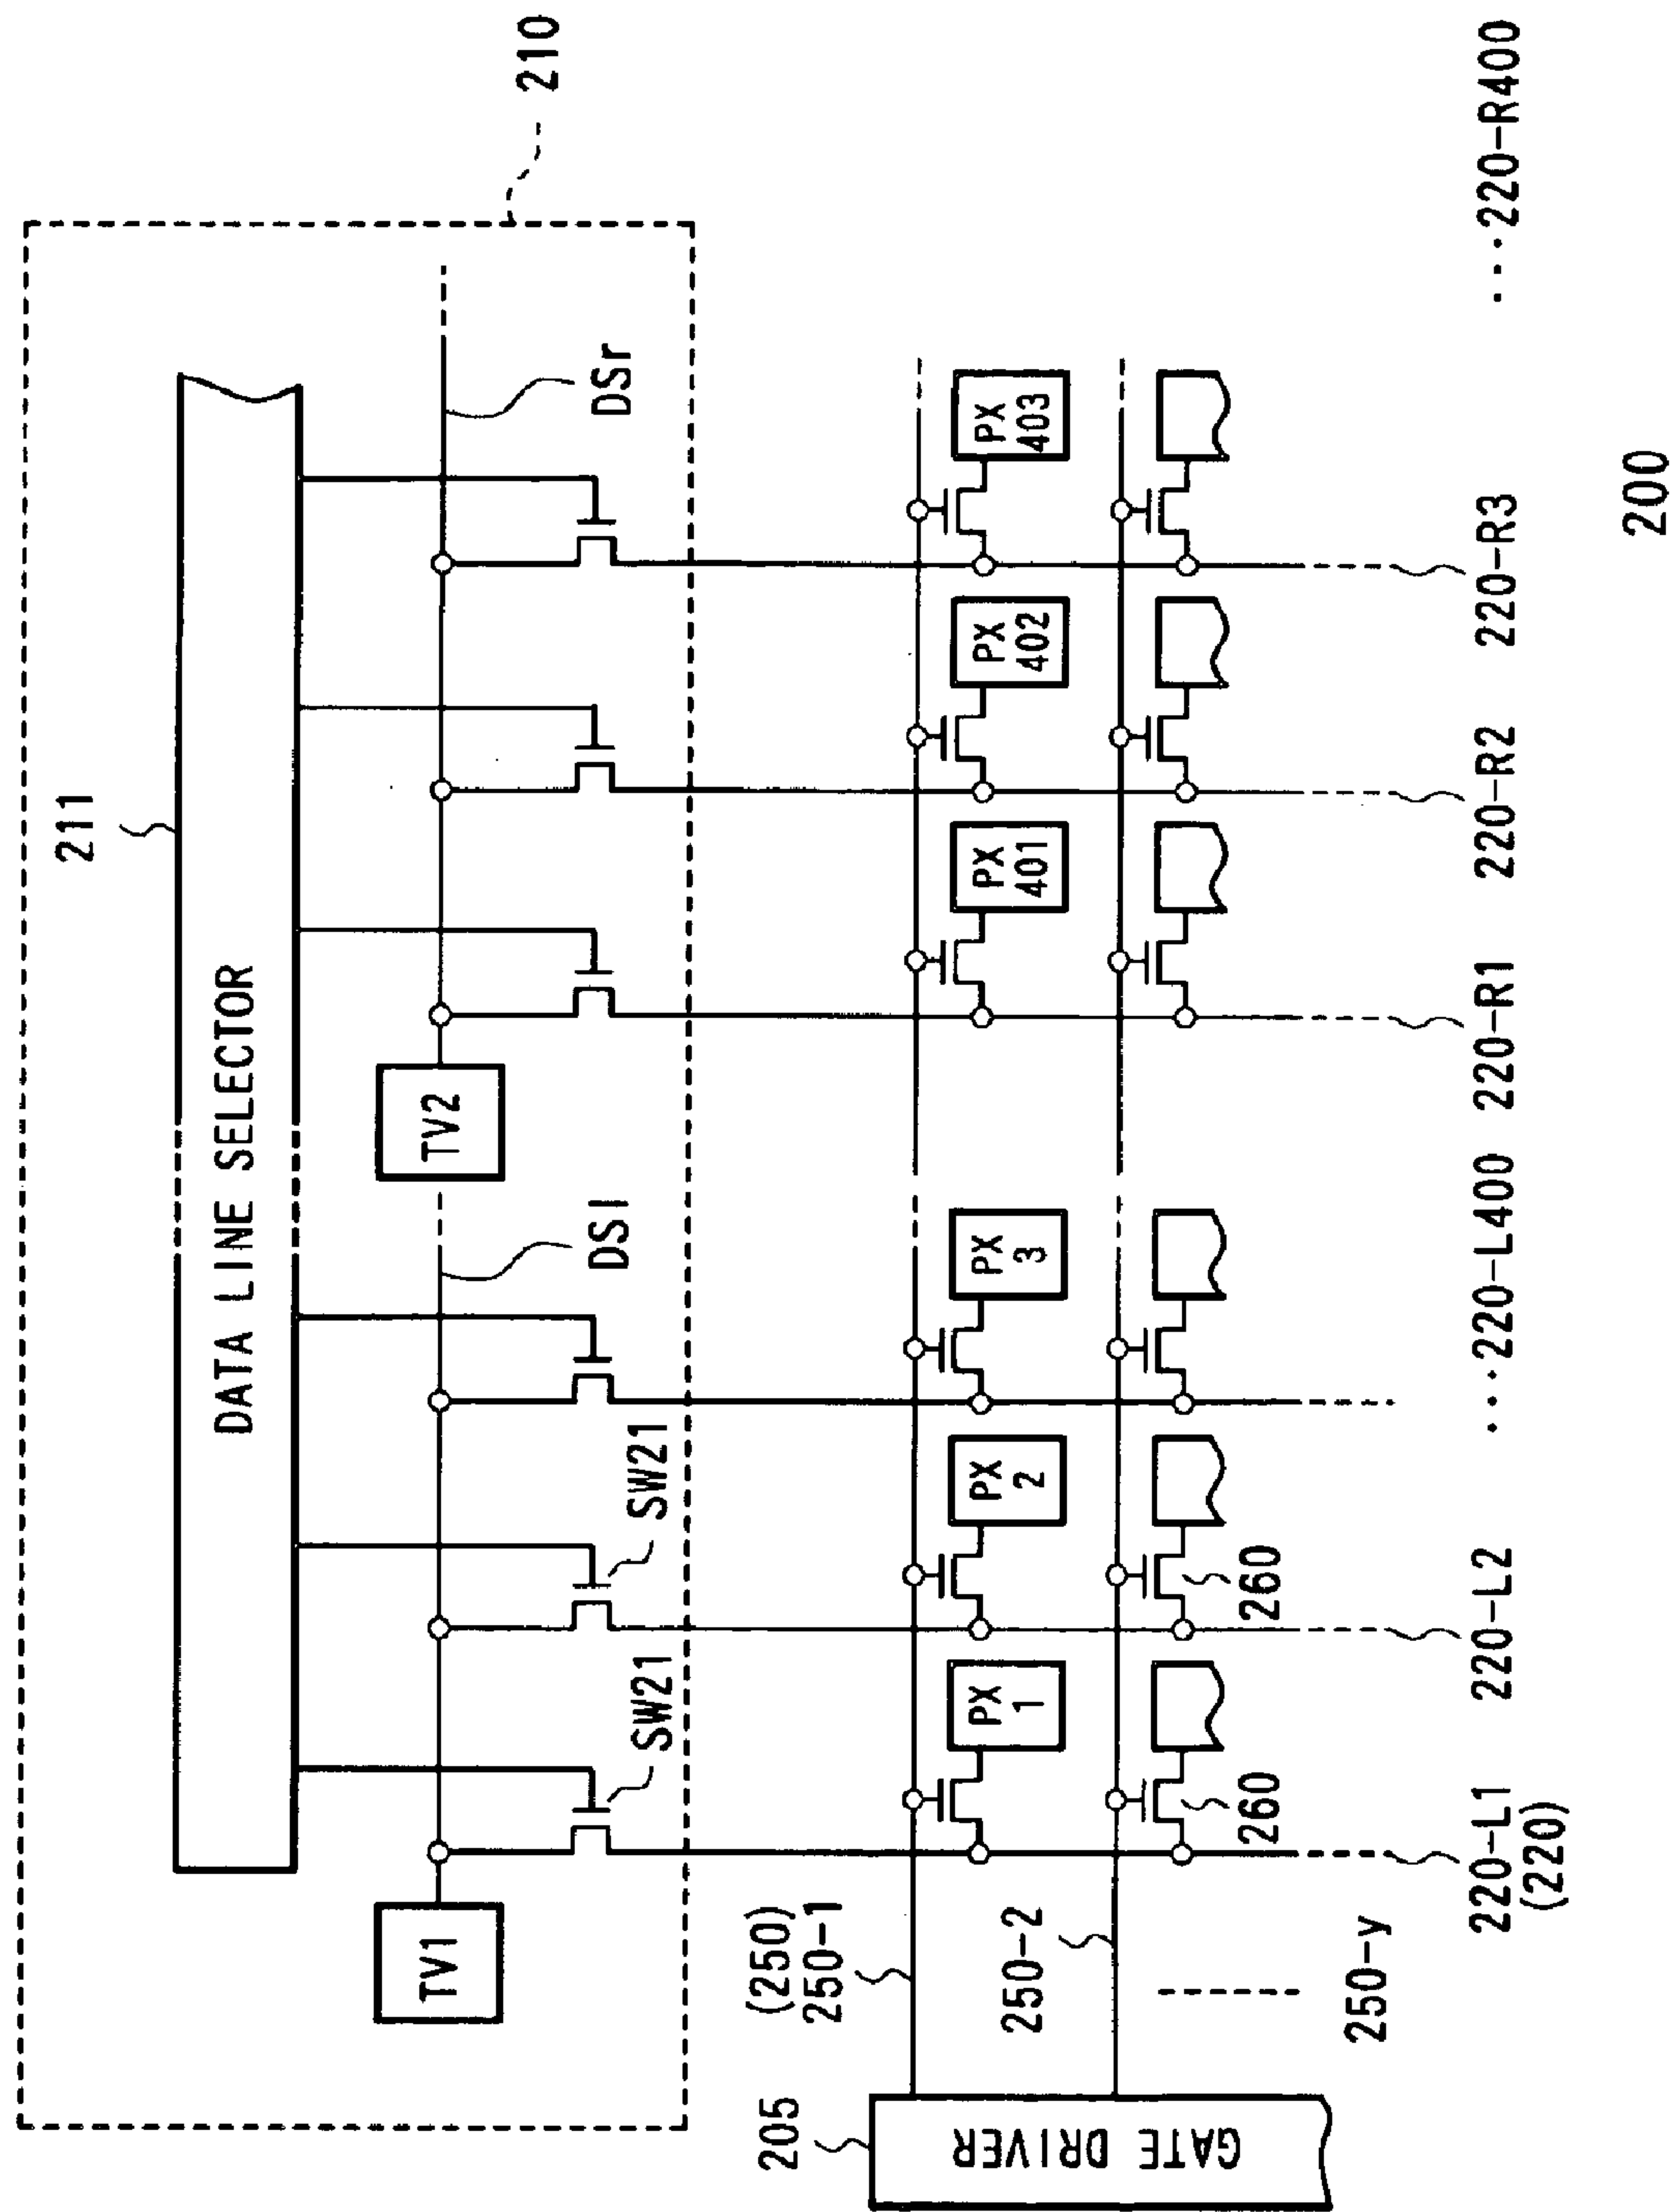 211
210
DATA LINE SELECTOR
TV1
DSl
TV2
DSr
SW21
SW21
205
(250)
250-1
PX
1
PX
2
PX
3
PX
401
PX
402
PX
403
GATE DRIVER
250-2
260
260
250-y
220-L1
(220)
220-L2
···220-L400
220-R1
220-R2
220-R3
···220-R400
200